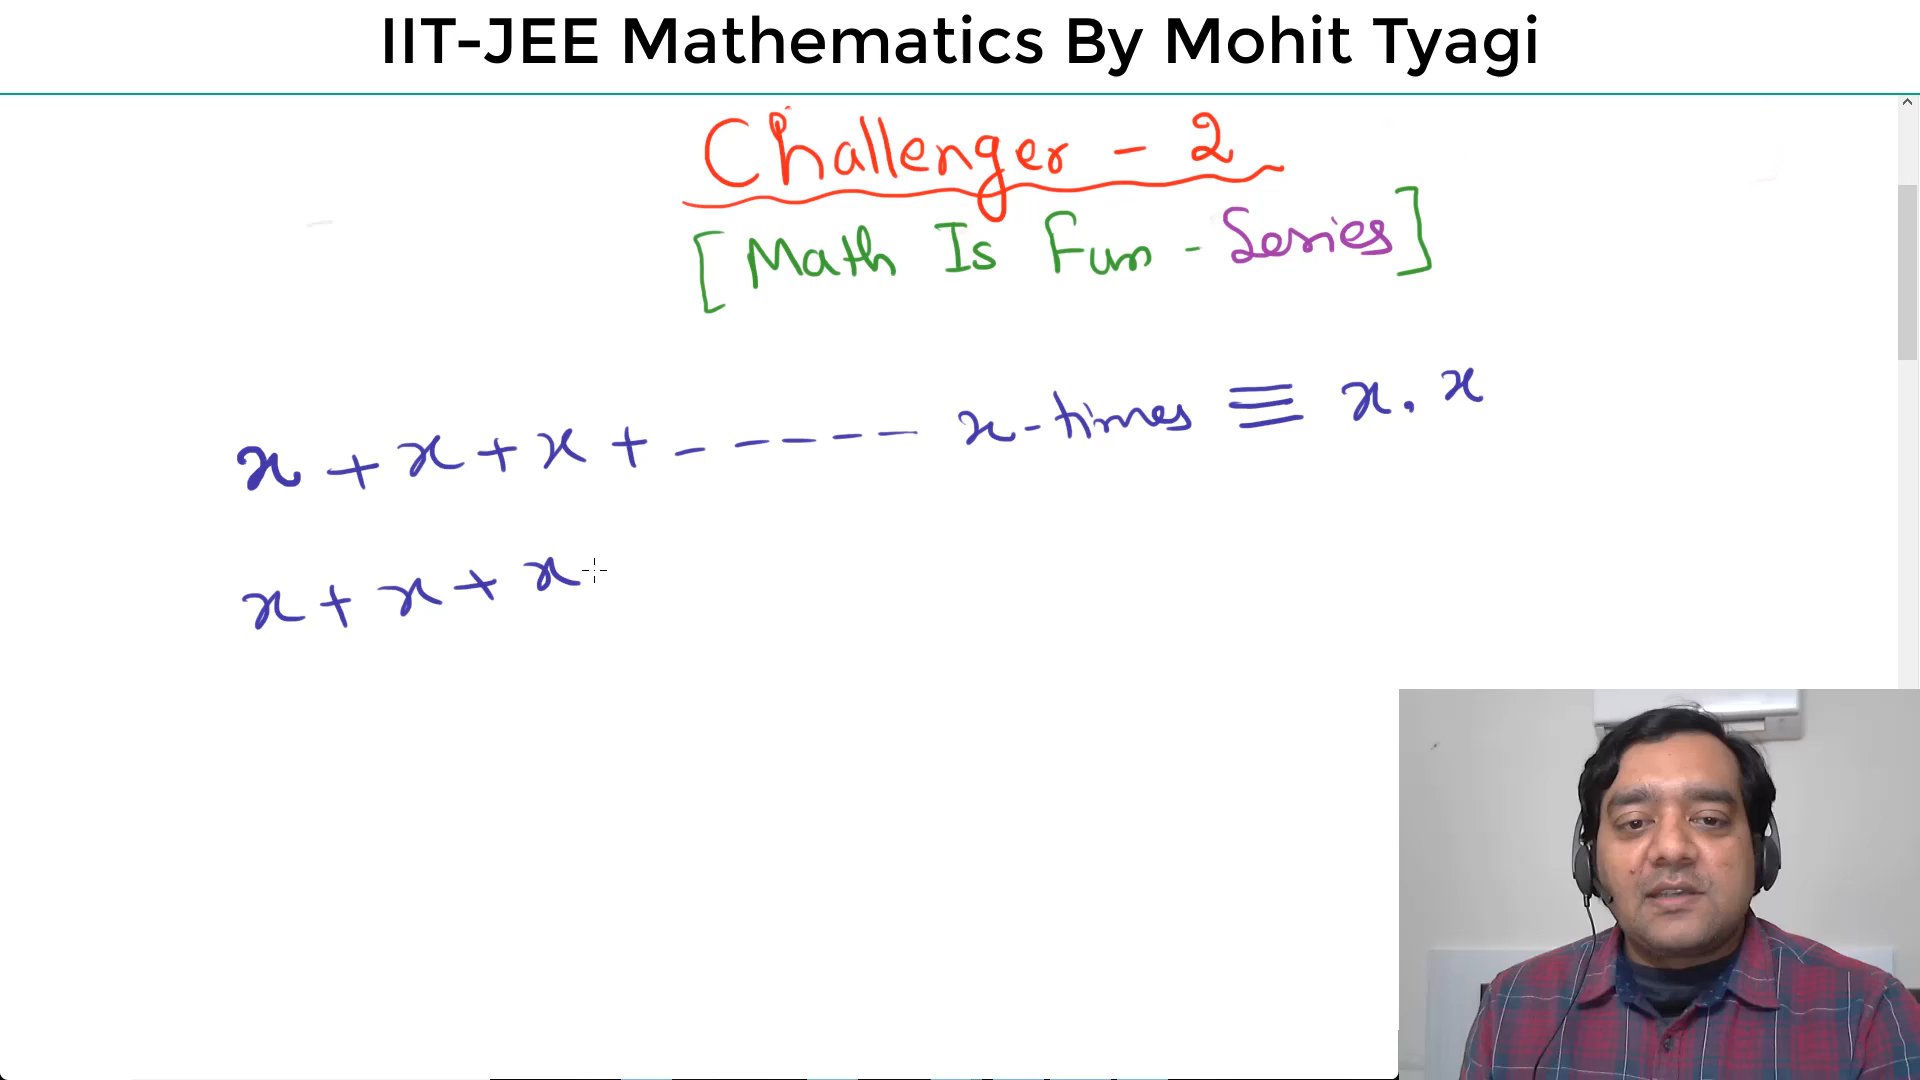 IIT-JEE Mathematics By Mohit Tyagi
Challenger - 2
[Math Is Fun - Series]
x + x + x + - - - - - x-times ≡ x . x
x + x + x